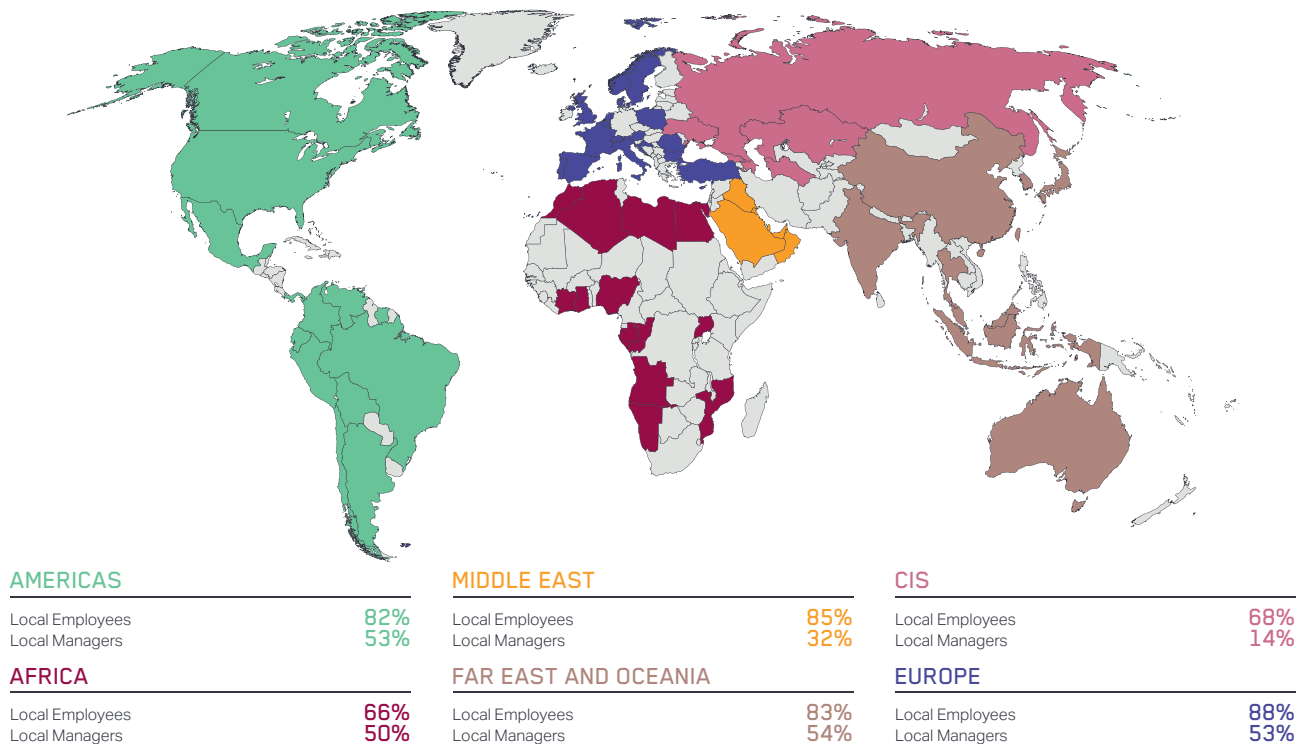 AMERICAS
Local Employees 82%
Local Managers 53%
MIDDLE EAST
Local Employees 85%
Local Managers 32%
CIS
Local Employees 68%
Local Managers 14%
AFRICA
Local Employees 66%
Local Managers 50%
FAR EAST AND OCEANIA
Local Employees 83%
Local Managers 54%
EUROPE
Local Employees 88%
Local Managers 53%